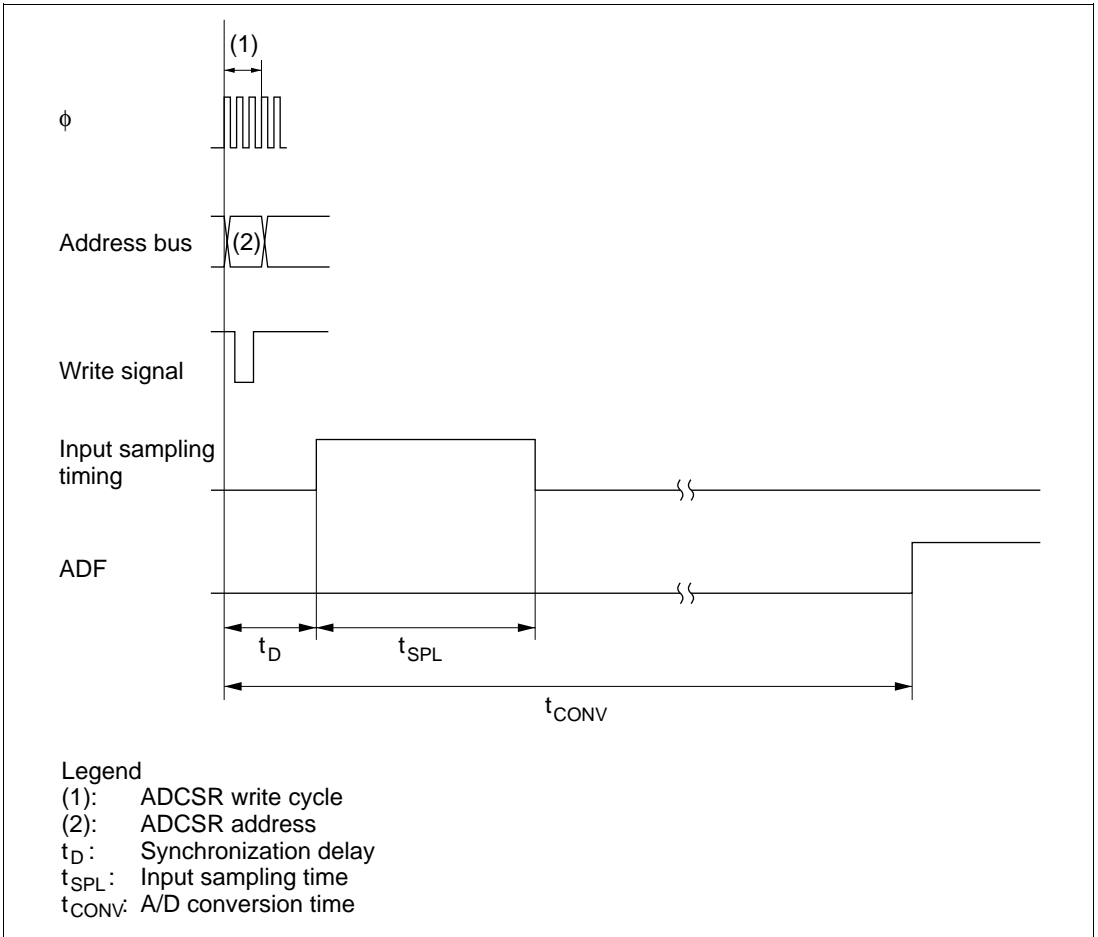 (1)
ϕ
Address bus
(2)
Write signal
Input sampling
timing
ADF
tD
tSPL
tCONV
Legend
(1): ADCSR write cycle
(2): ADCSR address
tD : Synchronization delay
tSPL : Input sampling time
tCONV: A/D conversion time